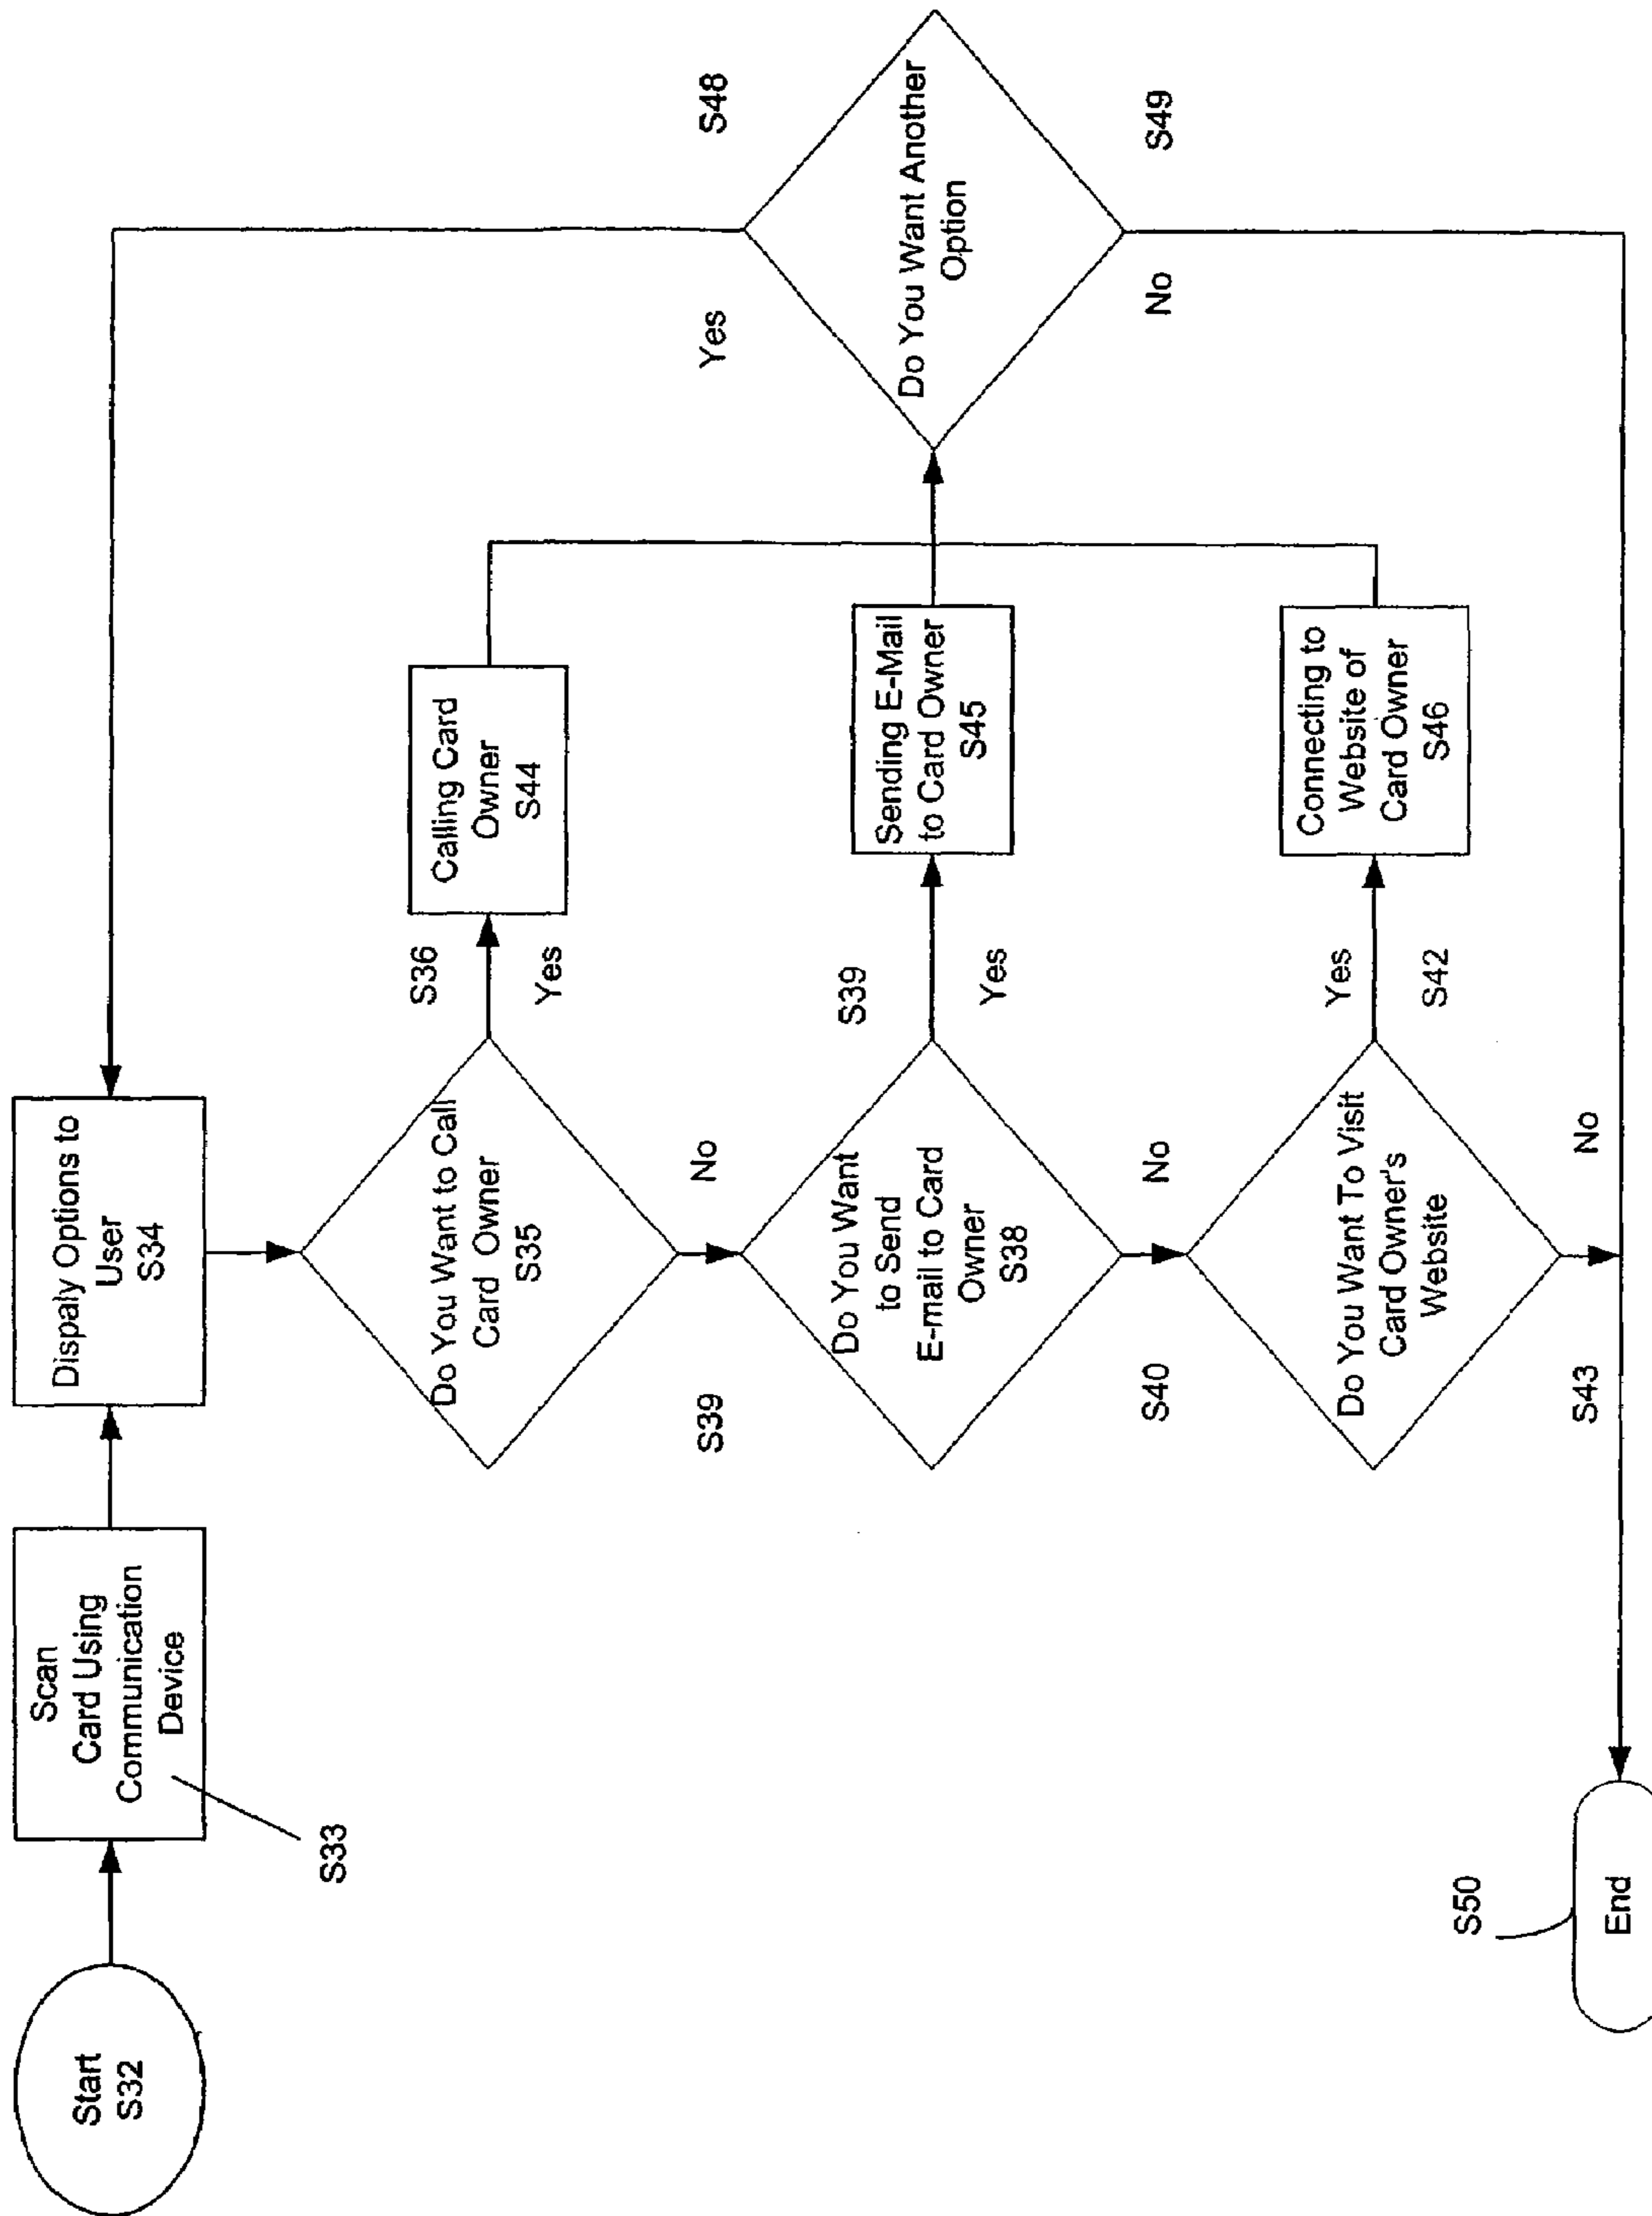 Start
S32
Scan
Card Using
Communication
Device
S33
Dispaly Options to
User
S34
Do You Want to Call
Card Owner
S35
S36
Yes
Calling Card
Owner
S44
S39
No
Do You Want
to Send
E-mail to Card
Owner
S38
S39
Yes
Sending E-Mail
to Card Owner
S45
S40
No
Do You Want To Visit
Card Owner's
Website
Yes
S42
Connecting to
Website of
Card Owner
S46
S43
No
Do You Want Another
Option
Yes
S48
No
S49
S50
End